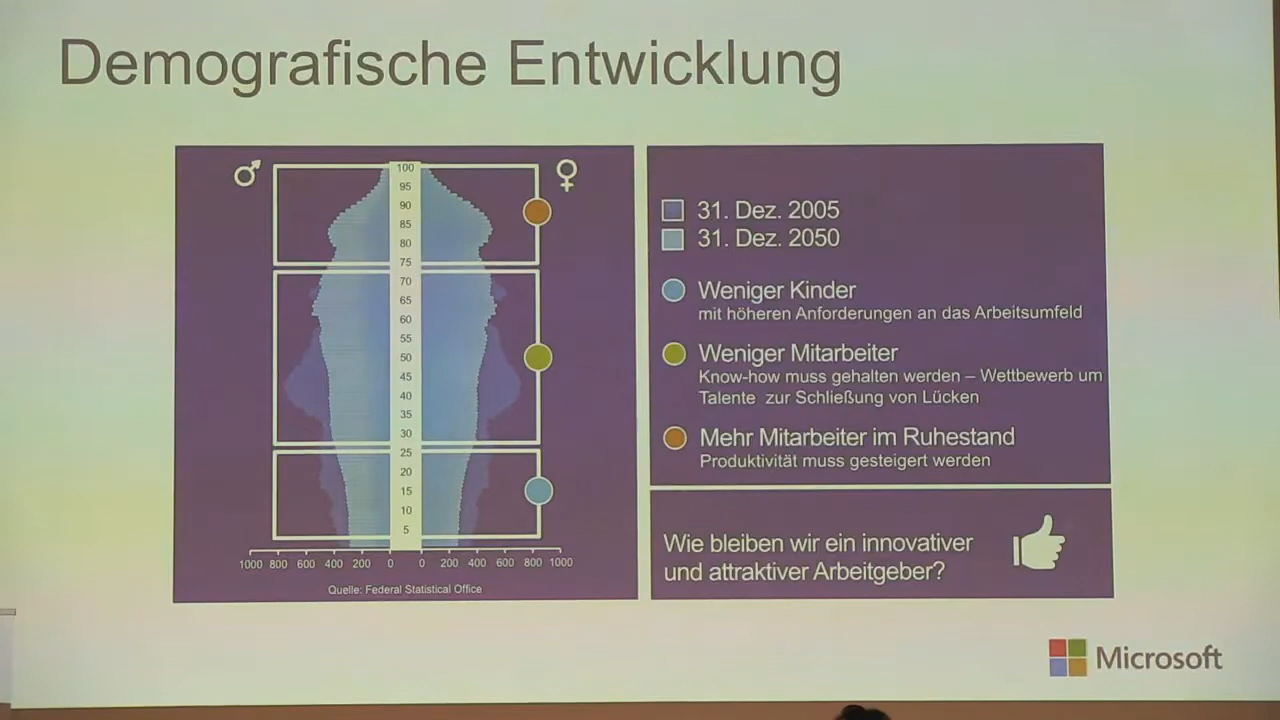 Demografische Entwicklung
♂
♀
100
95
90
85
80
75
70
65
60
55
50
45
40
35
30
25
20
15
10
5
1000 800 600 400 200 0 0 200 400 600 800 1000
Quelle: Federal Statistical Office
31. Dez. 2005
31. Dez. 2050
Weniger Kinder
mit höheren Anforderungen an das Arbeitsumfeld
Weniger Mitarbeiter
Know-how muss gehalten werden – Wettbewerb um
Talente zur Schließung von Lücken
Mehr Mitarbeiter im Ruhestand
Produktivität muss gesteigert werden
Wie bleiben wir ein innovativer
und attraktiver Arbeitgeber?
Microsoft